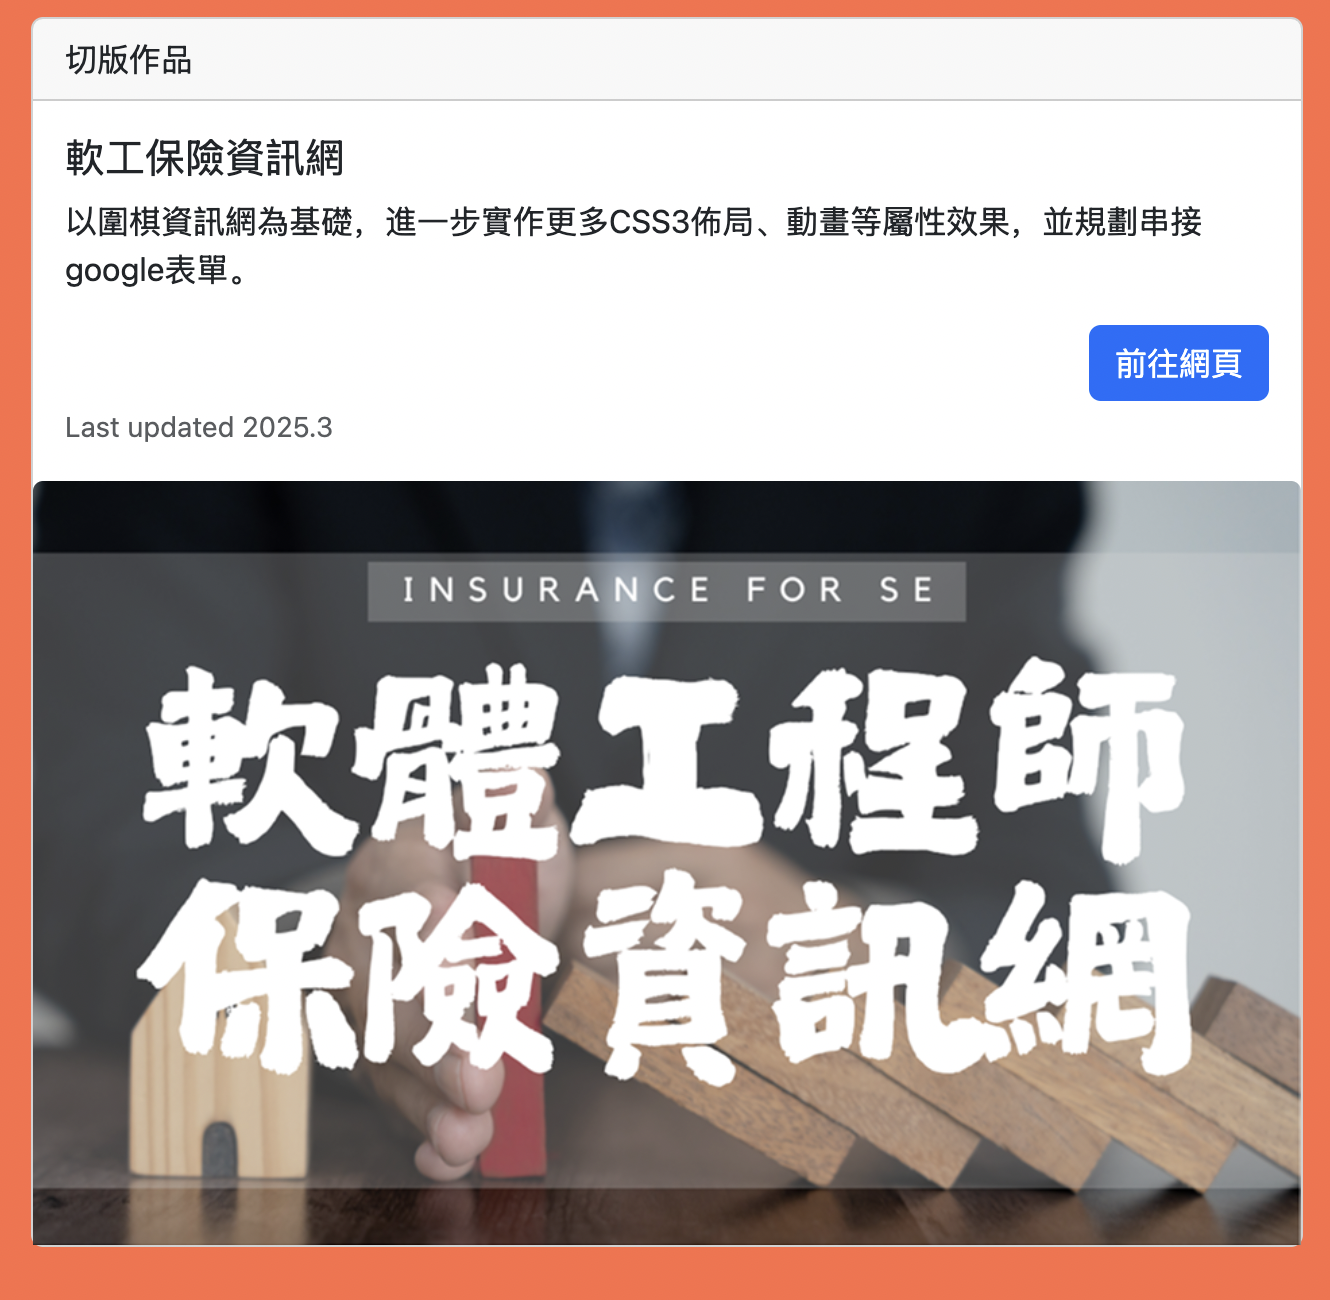 切版作品
軟工保險資訊網
以圍棋資訊網為基礎，進一步實作更多CSS3佈局、動畫等屬性效果，並規劃串接
google表單。
前往網頁
Last updated 2025.3
INSURANCE FOR SE
軟體工程師
保險資訊網